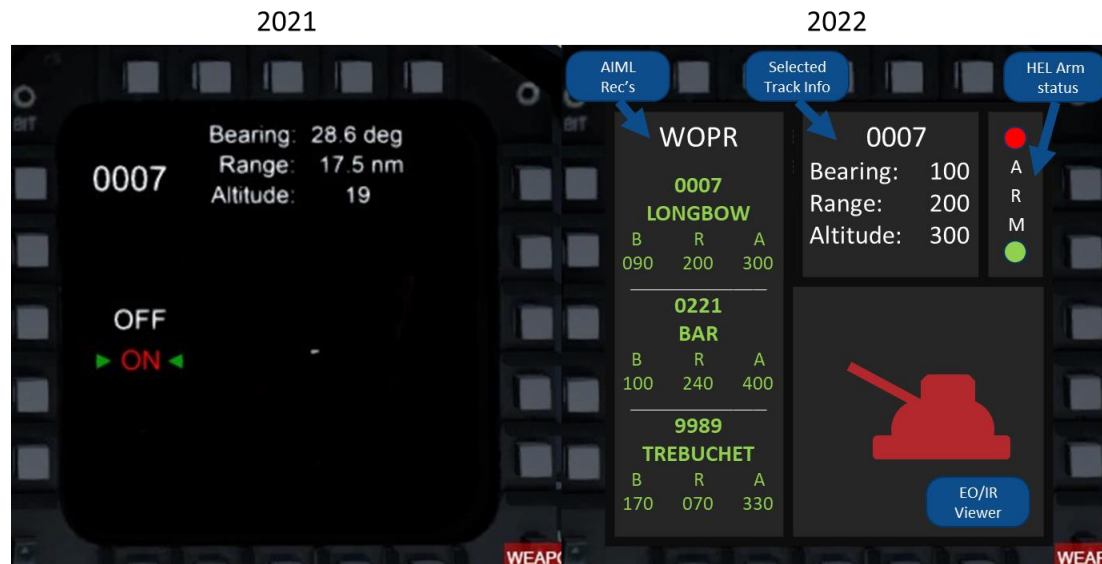 2021
BIT
0007
Bearing: 28.6 deg
Range: 17.5 nm
Altitude: 19
OFF
ON
WEAP
2022
AIML
Rec's
Selected
Track Info
HEL Arm
status
BIT
WOPR
0007
LONGBOW
B R A
090 200 300
0221
BAR
B R A
100 240 400
9989
TREBUCHET
B R A
170 070 330
0007
Bearing: 100
Range: 200
Altitude: 300
A
R
M
EO/IR
Viewer
WEAP